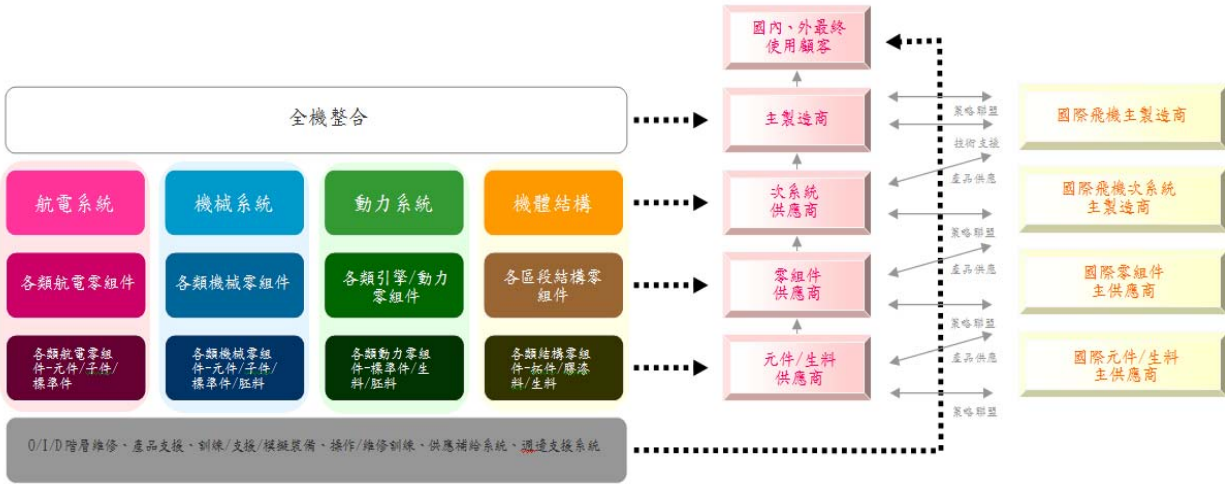 國內、外最終
使用顧客
全機整合
主製造商
策略聯盟
技術支援
產品供應
國際飛機主製造商
航電系統
機械系統
動力系統
機體結構
次系統
供應商
策略聯盟
產品供應
國際飛機次系統
主製造商
各類航電零組件
各類機械零組件
各類引擎/動力
零組件
各區段結構零
組件
零組件
供應商
策略聯盟
產品供應
國際零組件
主供應商
各類航電零組
件-元件/子件/
標準件
各類機械零組
件-元件/子件/
標準件/胚料
各類動力零組
件-標準件/生
料/胚料
各類結構零組
件-拓件/膠漆
料/生料
元件/生料
供應商
策略聯盟
國際元件/生料
主供應商
O/I/D階層維修、產品支援、訓練/支援/模擬裝備、操作/維修訓練、供應補給系統、週邊支援系統